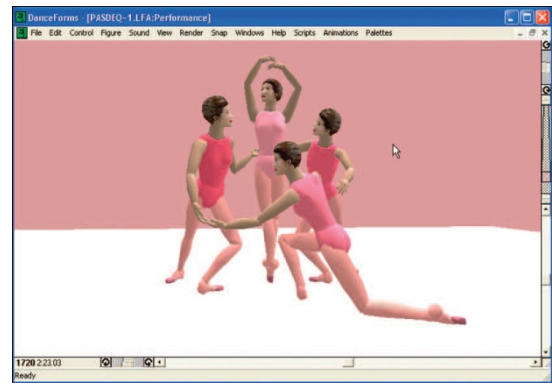 DanceForms - [PASDEQ~1.LFA:Performance]
File Edit Control Figure Sound View Render Snap Windows Help Scripts Animations Palettes
1720 2:23.03
Ready